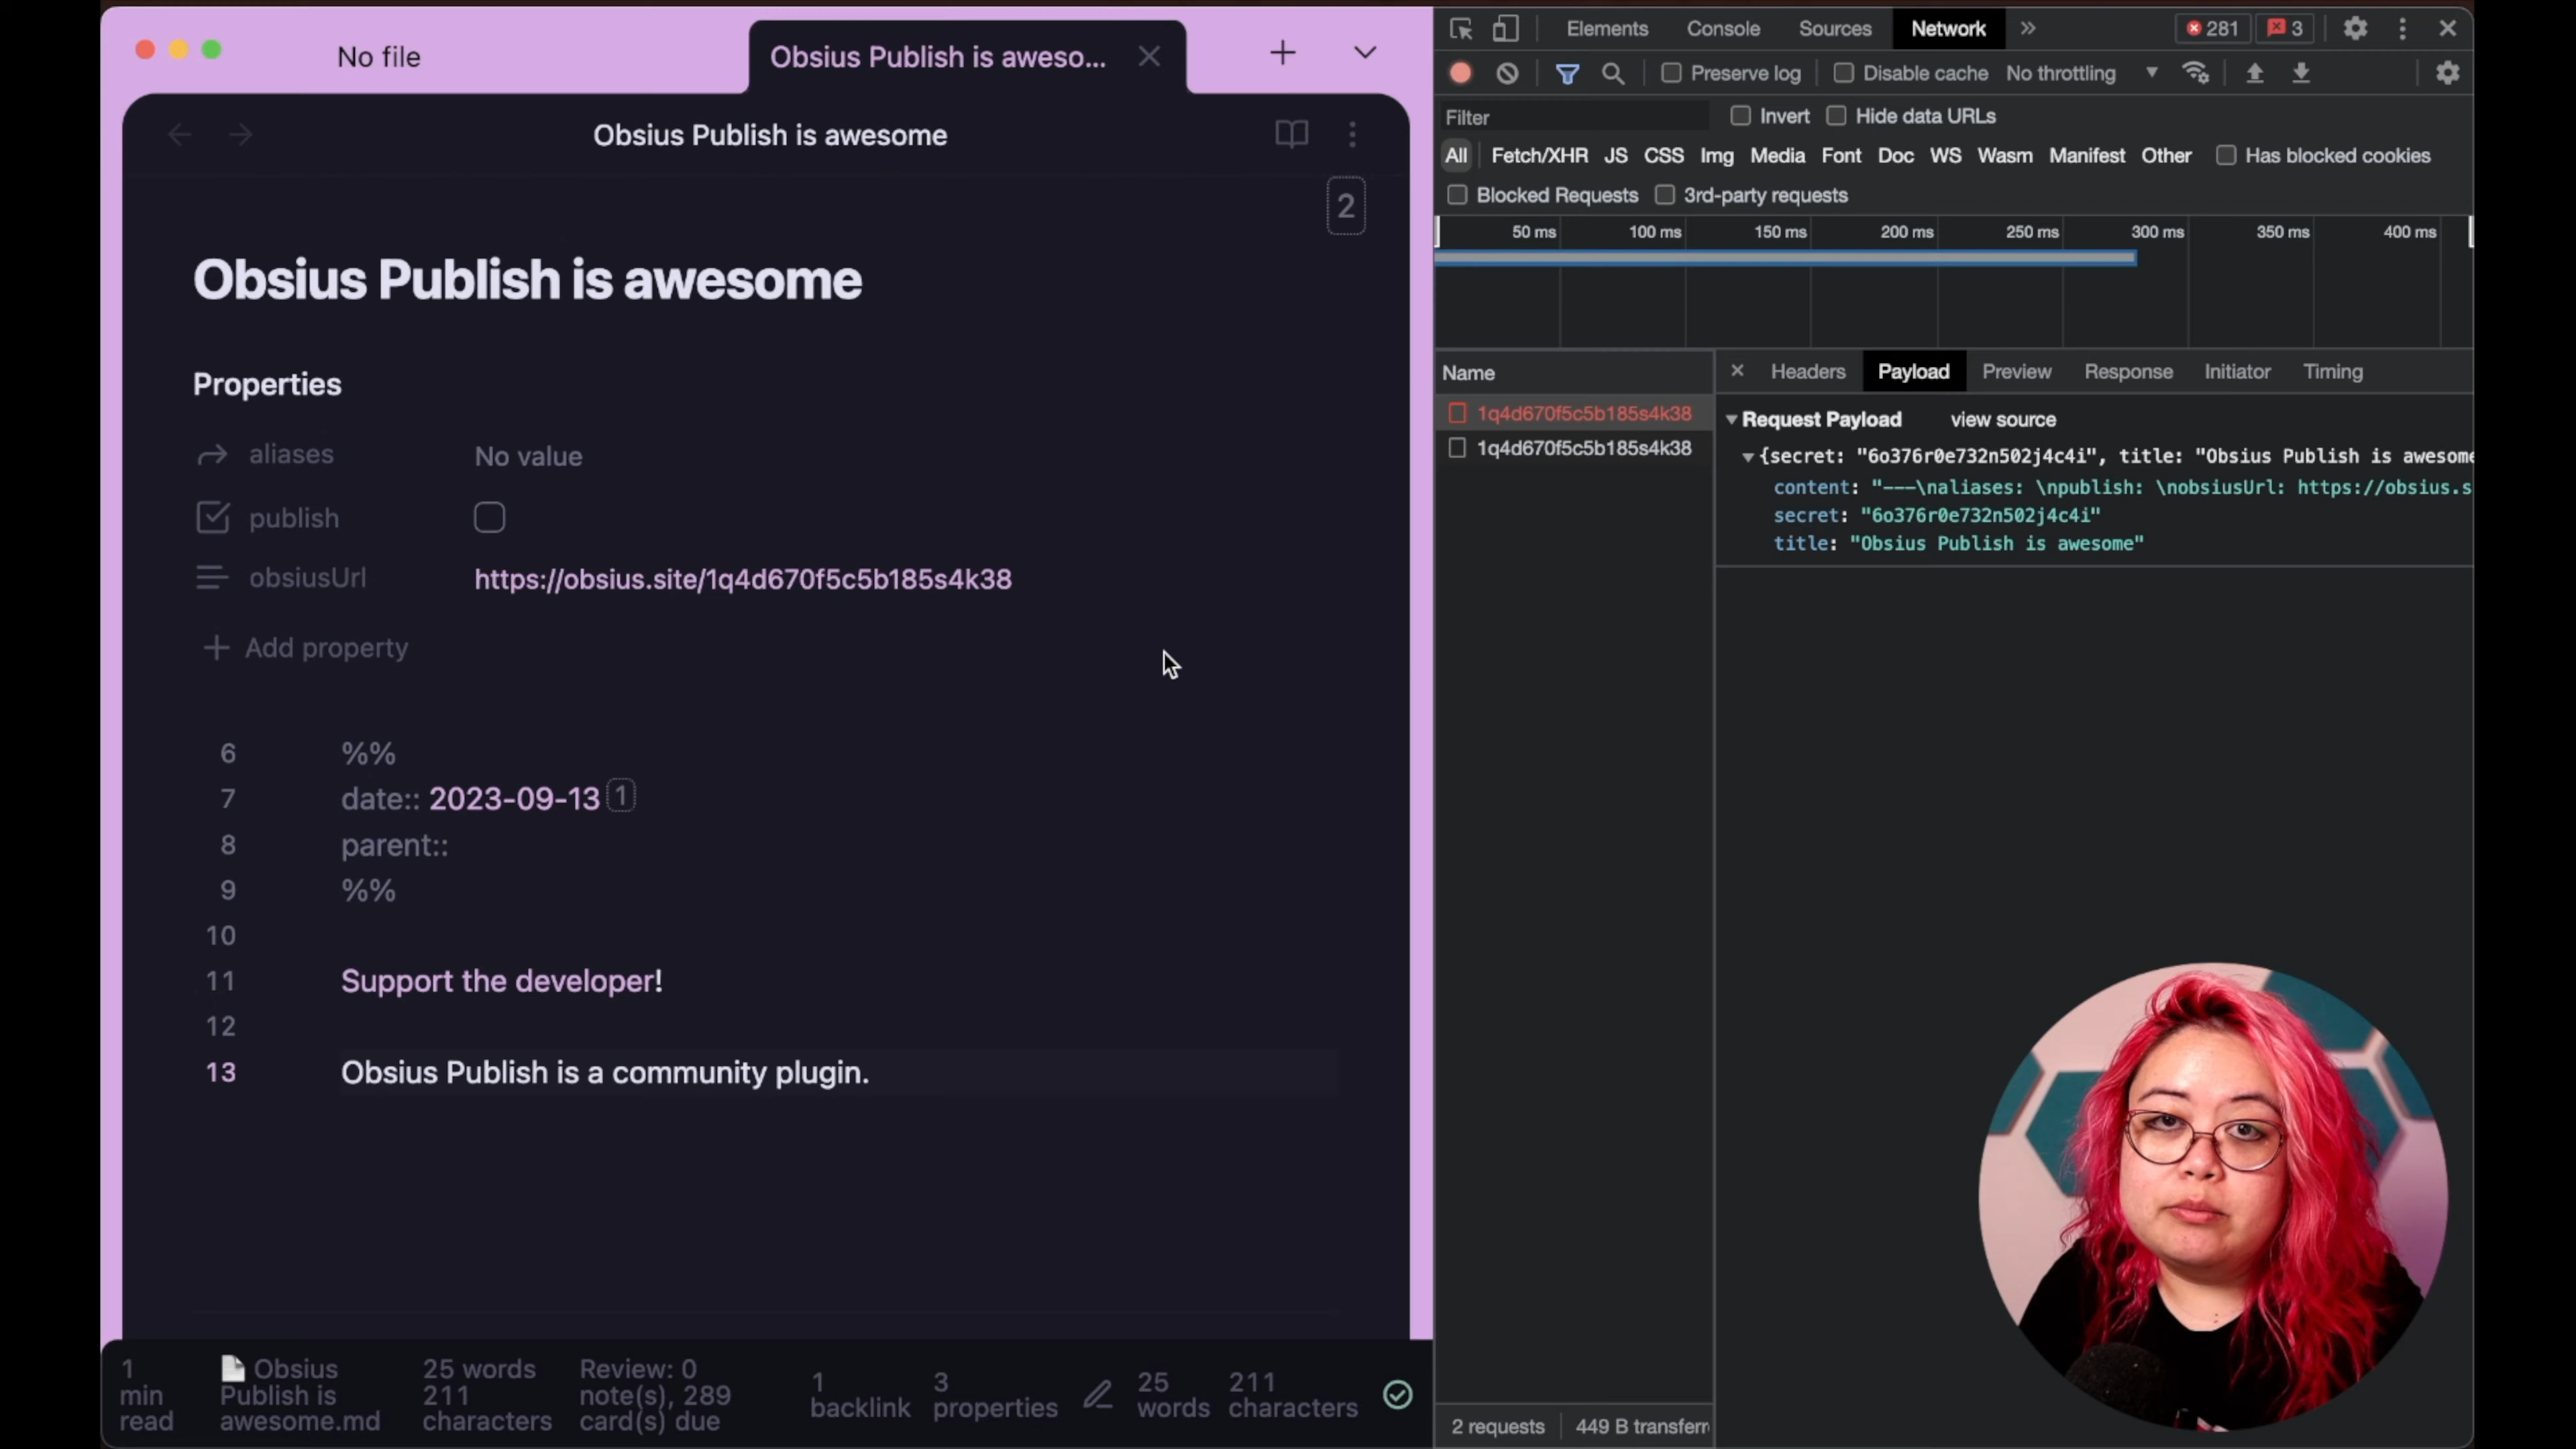 No file
Obsius Publish is aweso...
Obsius Publish is awesome
2
Obsius Publish is awesome
Properties
aliases No value
publish
obsiusUrl https://obsius.site/1q4d670f5c5b185s4k38
Add property
6 %%
7 date:: 2023-09-13 1
8 parent::
9 %%
10
11 Support the developer!
12
13 Obsius Publish is a community plugin.
1 min read
Obsius Publish is awesome.md
25 words 211 characters
Review: 0 note(s), 289 card(s) due
1 backlink
3 properties
25 words
211 characters
Elements Console Sources Network 281 3
Preserve log Disable cache No throttling
Filter Invert Hide data URLs
All Fetch/XHR JS CSS Img Media Font Doc WS Wasm Manifest Other Has blocked cookies
Blocked Requests 3rd-party requests
50 ms 100 ms 150 ms 200 ms 250 ms 300 ms 350 ms 400 ms
Name
1q4d670f5c5b185s4k38
1q4d670f5c5b185s4k38
Headers Payload Preview Response Initiator Timing
Request Payload view source
{secret: "6o376r0e732n502j4c4i", title: "Obsius Publish is awesome
content: "---\naliases: \npublish: \nobsiusUrl: https://obsius.s
secret: "6o376r0e732n502j4c4i"
title: "Obsius Publish is awesome"
2 requests 449 B transferr